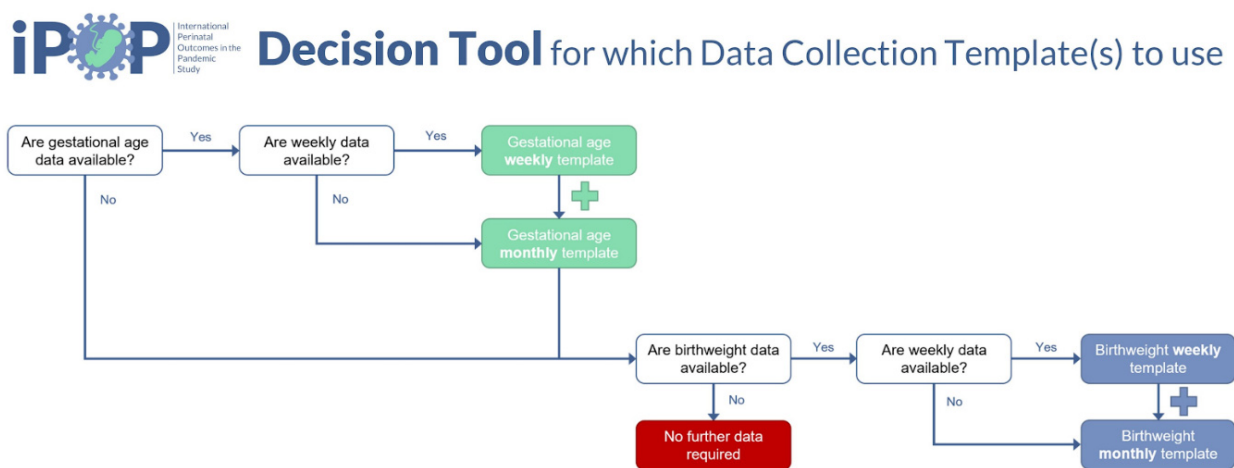 iPOP
International
Perinatal
Outcomes in the
Pandemic
Study
Decision Tool for which Data Collection Template(s) to use
Are gestational age
data available?
Yes
Are weekly data
available?
Yes
Gestational age
weekly template
No
No
Gestational age
monthly template
Are birthweight data
available?
Yes
Are weekly data
available?
Yes
Birthweight weekly
template
No
No
No further data
required
Birthweight
monthly template